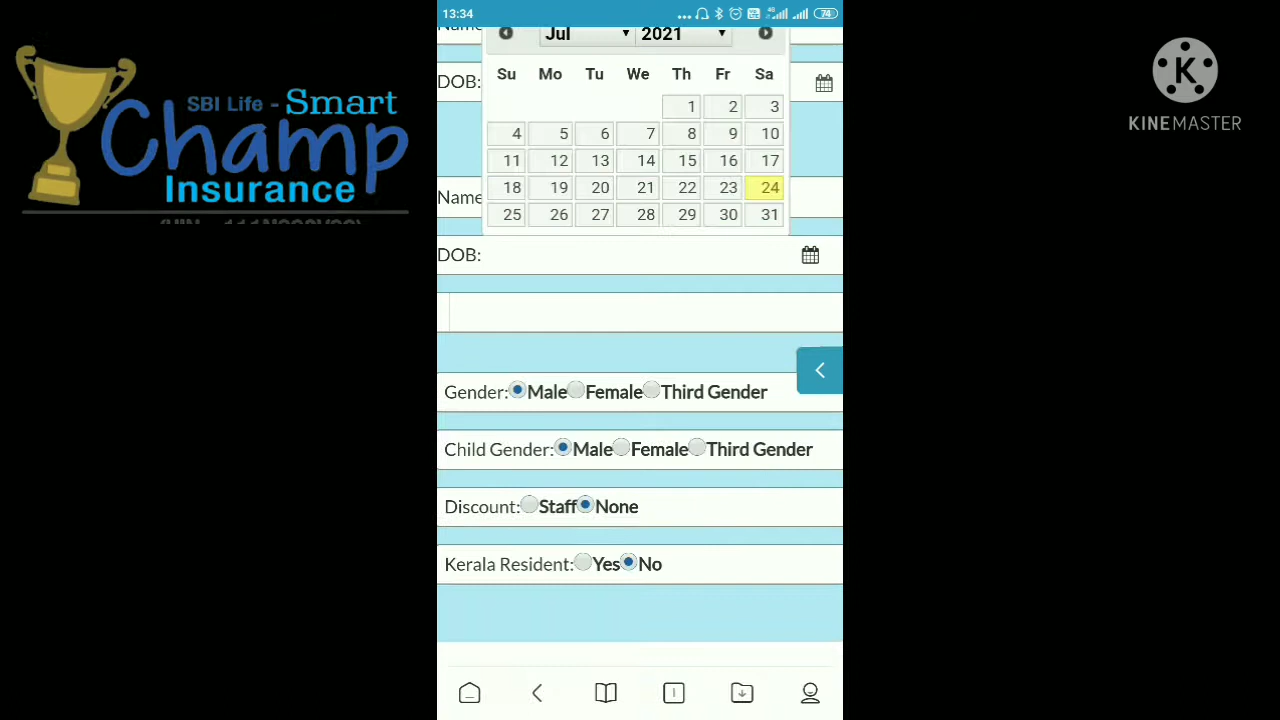 13:34
74
SBI Life - Smart
Champ
Insurance
KINEMASTER
Name
Jul 2021
DOB:
Su Mo Tu We Th Fr Sa
1 2 3
4 5 6 7 8 9 10
11 12 13 14 15 16 17
18 19 20 21 22 23 24
25 26 27 28 29 30 31
Name
DOB:
Gender: Male Female Third Gender
Child Gender: Male Female Third Gender
Discount: Staff None
Kerala Resident: Yes No